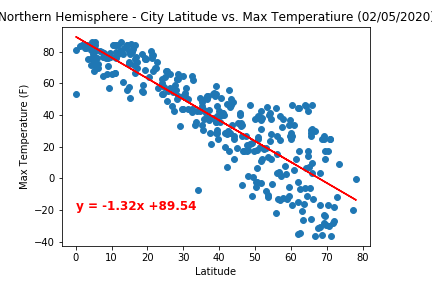 Northern Hemisphere - City Latitude vs. Max Temperatiure (02/05/2020)
Max Temperature (F)
80
60
40
20
0
−20
−40
y = -1.32x +89.54
0 10 20 30 40 50 60 70 80
Latitude